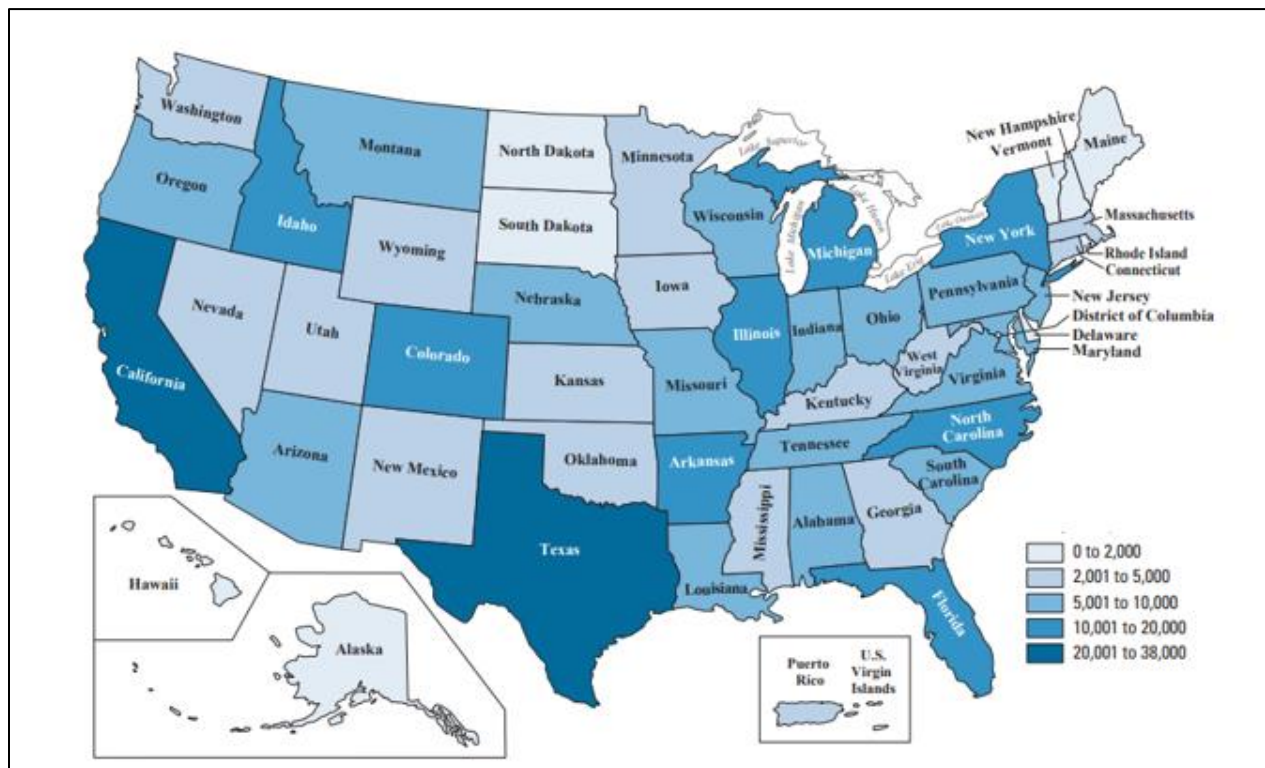 Washington
Montana
North Dakota
Minnesota
Lake Superior
New Hampshire
Vermont
Maine
Oregon
Idaho
South Dakota
Wisconsin
Lake Michigan
Lake Huron
Michigan
Lake Ontario
New York
Massachusetts
Wyoming
Lake Erie
Rhode Island
Connecticut
Nebraska
Iowa
Pennsylvania
New Jersey
Nevada
Utah
Colorado
Illinois
Indiana
Ohio
District of Columbia
Delaware
Maryland
California
Kansas
Missouri
West
Virginia
Virginia
Kentucky
Arizona
New Mexico
Oklahoma
Arkansas
Tennessee
North
Carolina
South
Carolina
Texas
Mississippi
Alabama
Georgia
Louisiana
Florida
Hawaii
Alaska
Puerto
Rico
U.S.
Virgin
Islands
0 to 2,000
2,001 to 5,000
5,001 to 10,000
10,001 to 20,000
20,001 to 38,000